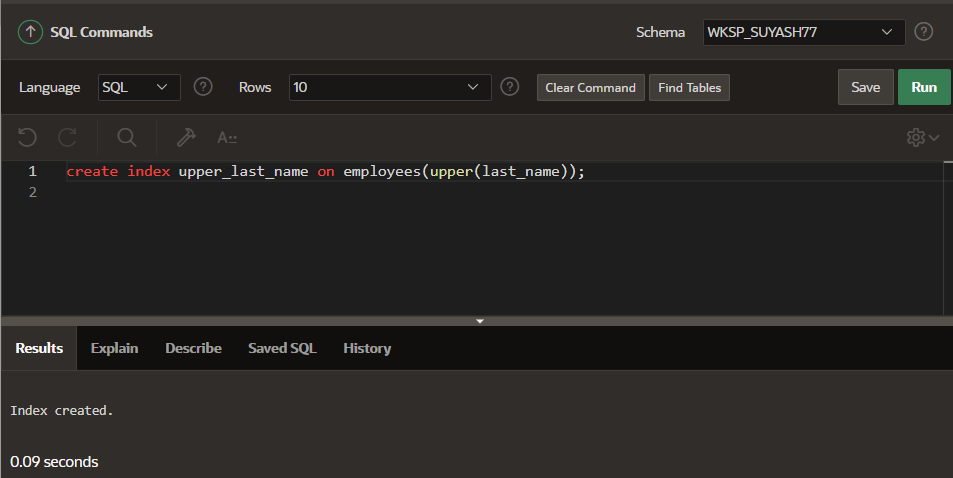 SQL Commands Schema WKSP_SUYASH77 ?
Language SQL ? Rows 10 ? Clear Command Find Tables Save Run
A::
1 create index upper_last_name on employees(upper(last_name));
2
Results Explain Describe Saved SQL History
Index created.
0.09 seconds